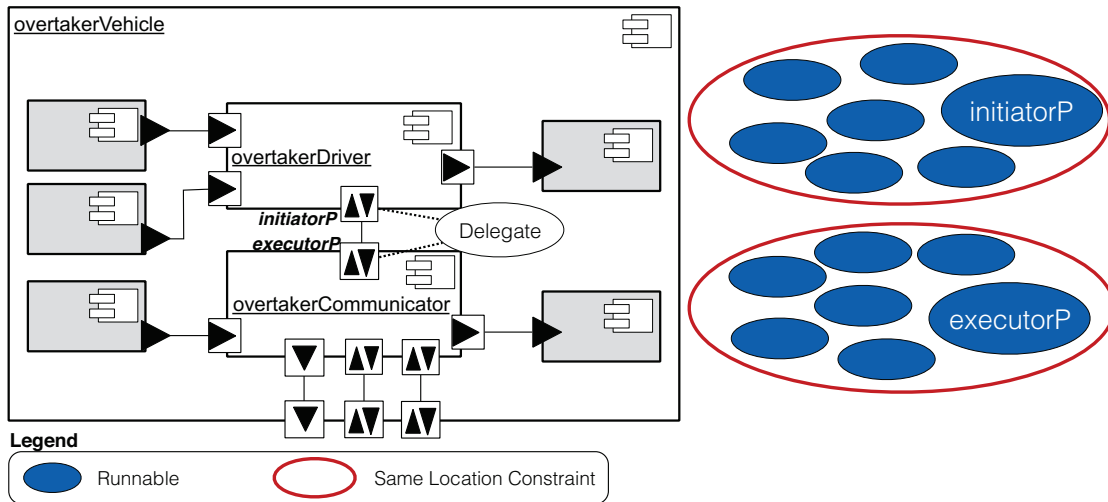 overtakerVehicle
overtakerDriver
initiatorP
executorP
Delegate
overtakerCommunicator
initiatorP
executorP
Legend
Runnable
Same Location Constraint